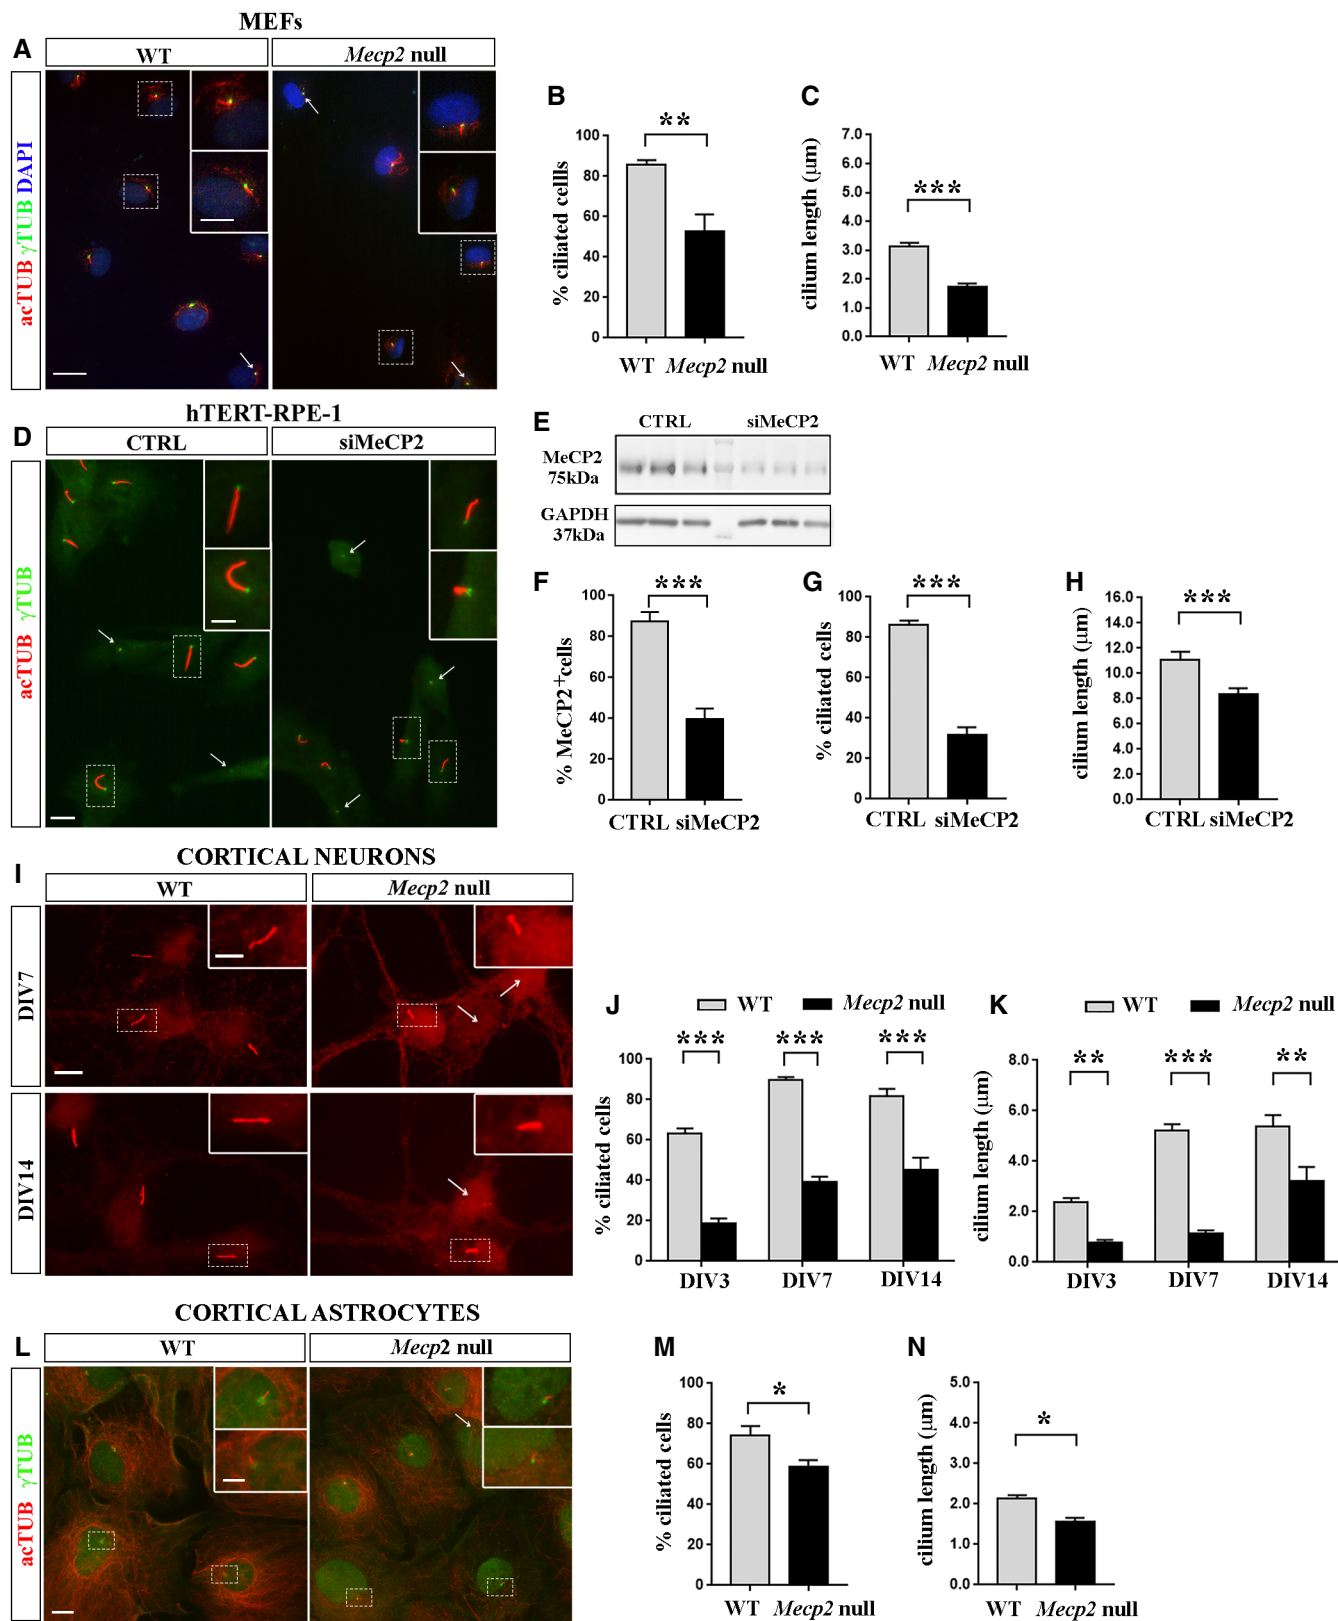 MEFs
A
WT
Mecp2 null
acTUB γTUB DAPI
B
% ciliated cellls
100
80
60
40
20
0
**
WT Mecp2 null
C
cilium length (μm)
7.0
6.0
5.0
4.0
3.0
2.0
1.0
0.0
***
WT Mecp2 null
hTERT-RPE-1
D
CTRL
siMeCP2
acTUB γTUB
E
CTRL siMeCP2
MeCP2
75kDa
GAPDH
37kDa
F
% MeCP2+cells
100
80
60
40
20
0
***
CTRL siMeCP2
G
% ciliated cells
100
80
60
40
20
0
***
CTRL siMeCP2
H
cilium length (μm)
16.0
14.0
12.0
10.0
8.0
6.0
4.0
2.0
0.0
***
CTRL siMeCP2
CORTICAL NEURONS
I
WT
Mecp2 null
DIV7
DIV14
J
WT Mecp2 null
% ciliated cells
100
80
60
40
20
0
*** *** ***
DIV3 DIV7 DIV14
K
WT Mecp2 null
cilium length (μm)
8.0
6.0
4.0
2.0
0.0
** *** **
DIV3 DIV7 DIV14
CORTICAL ASTROCYTES
L
WT
Mecp2 null
acTUB γTUB
M
% ciliated cells
100
80
60
40
20
0
*
WT Mecp2 null
N
cilium length (μm)
5.0
4.0
3.0
2.0
1.0
0.0
*
WT Mecp2 null